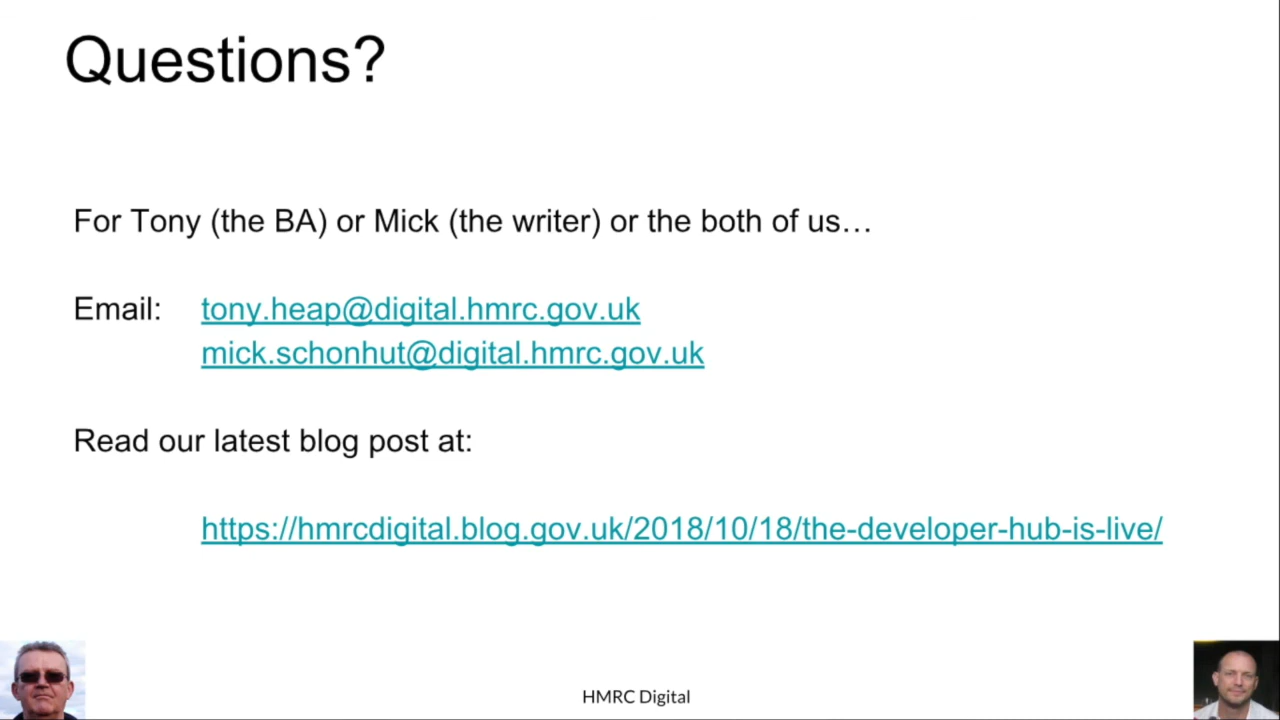 Questions?
For Tony (the BA) or Mick (the writer) or the both of us…
Email: tony.heap@digital.hmrc.gov.uk
mick.schonhut@digital.hmrc.gov.uk
Read our latest blog post at:
https://hmrcdigital.blog.gov.uk/2018/10/18/the-developer-hub-is-live/
HMRC Digital